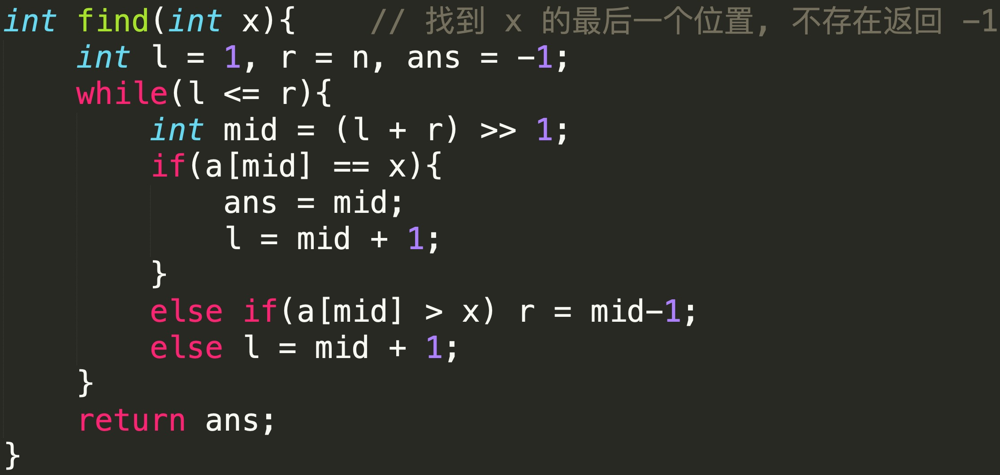 int find(int x){    // 找到 x 的最后一个位置, 不存在返回 -1
    int l = 1, r = n, ans = -1;
    while(l <= r){
        int mid = (l + r) >> 1;
        if(a[mid] == x){
            ans = mid;
            l = mid + 1;
        }
        else if(a[mid] > x) r = mid-1;
        else l = mid + 1;
    }
    return ans;
}